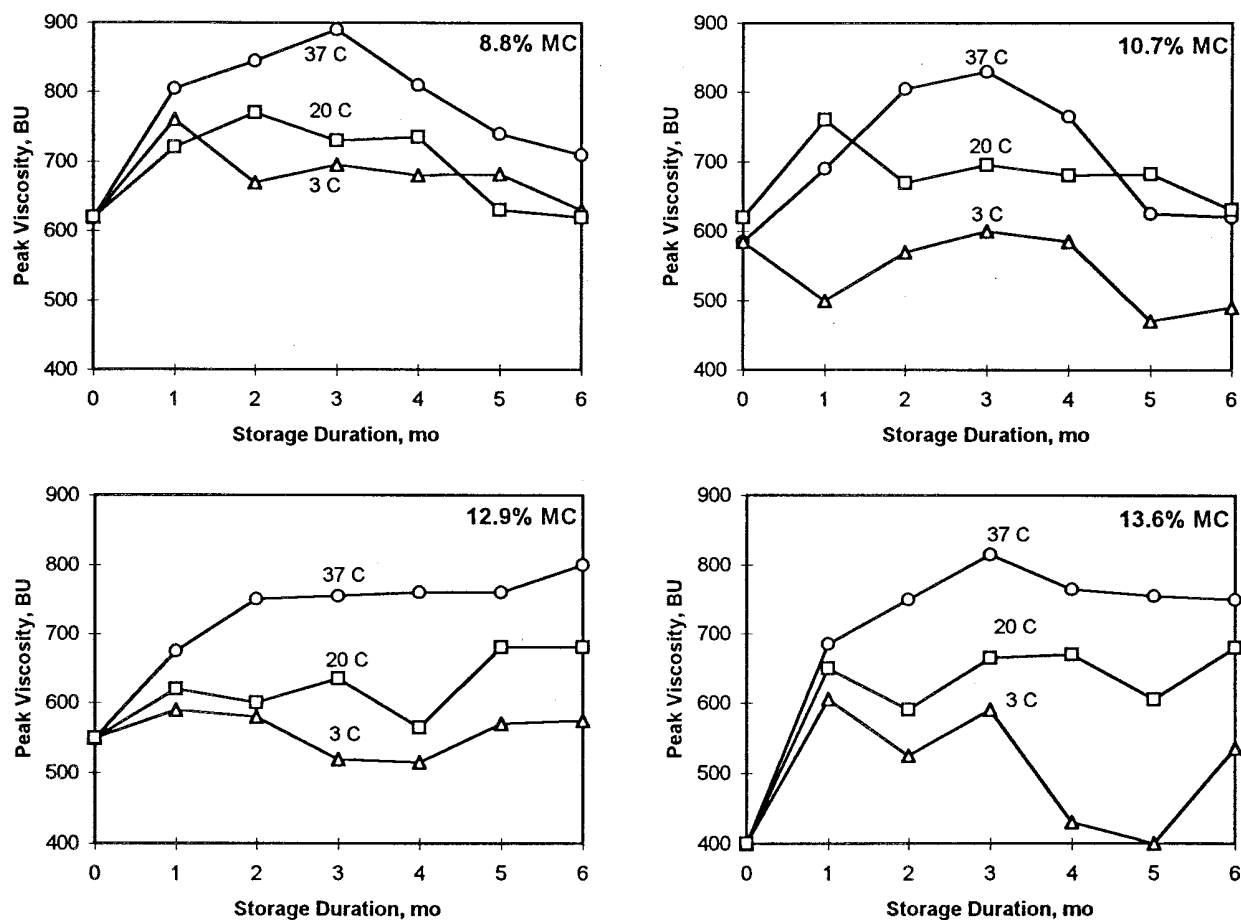 900
800
700
600
500
400
Peak Viscosity, BU
8.8% MC
37 C
20 C
3 C
0 1 2 3 4 5 6
Storage Duration, mo
900
800
700
600
500
400
Peak Viscosity, BU
10.7% MC
37 C
20 C
3 C
0 1 2 3 4 5 6
Storage Duration, mo
900
800
700
600
500
400
Peak Viscosity, BU
12.9% MC
37 C
20 C
3 C
0 1 2 3 4 5 6
Storage Duration, mo
900
800
700
600
500
400
Peak Viscosity, BU
13.6% MC
37 C
20 C
3 C
0 1 2 3 4 5 6
Storage Duration, mo